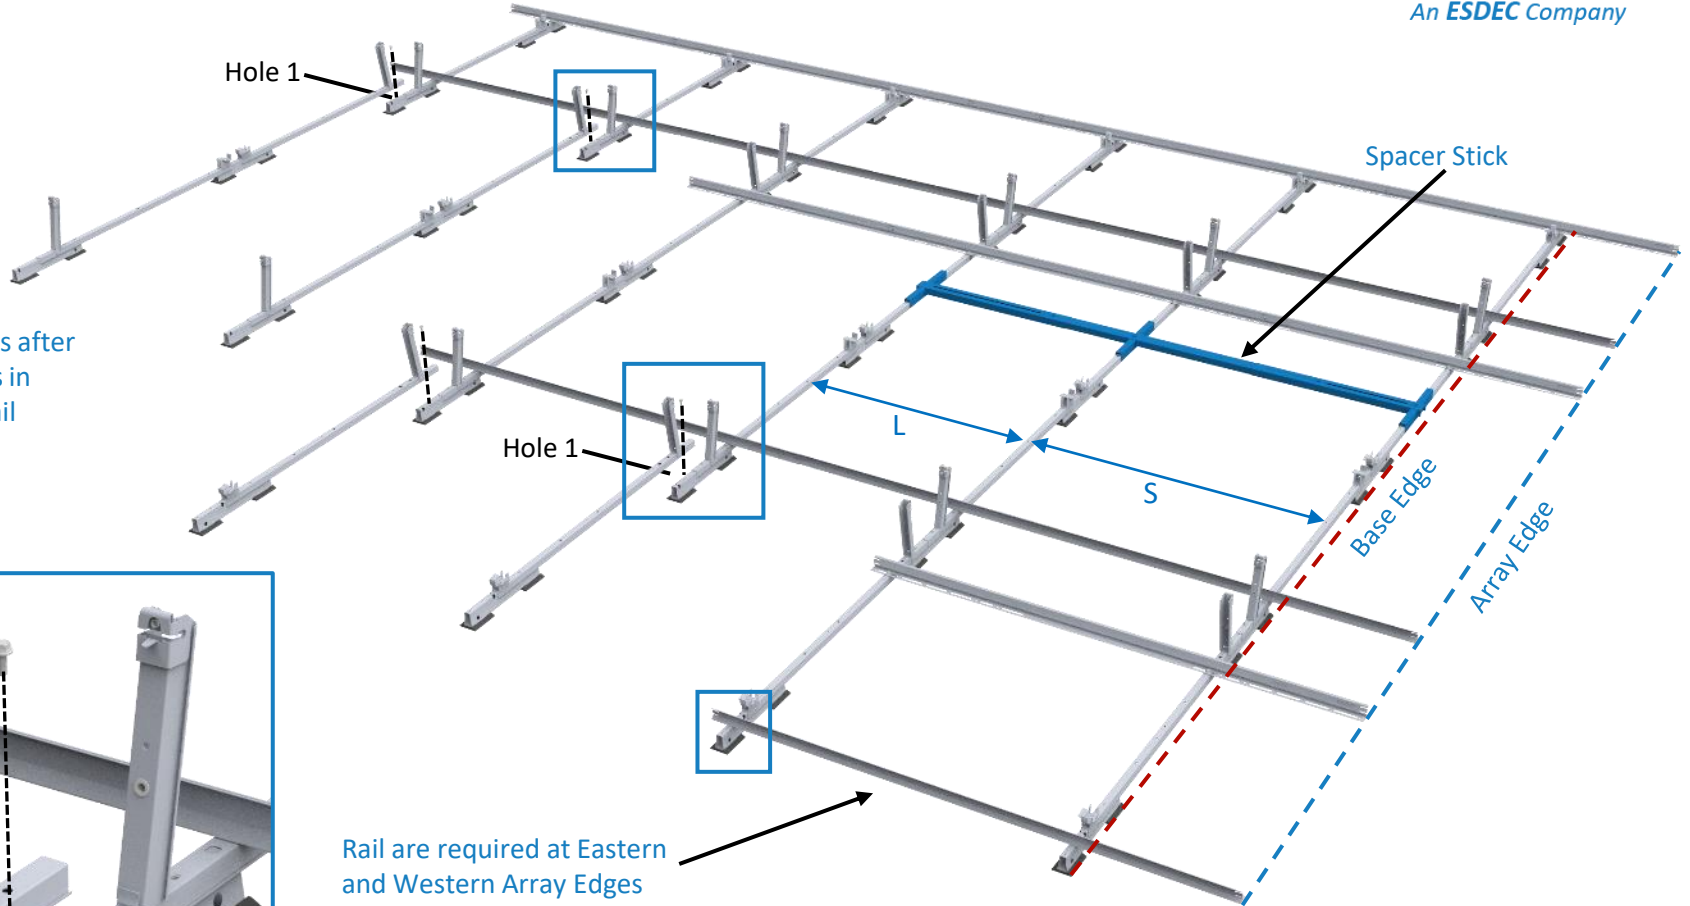 An ESDEC Company
Hole 1
Spacer Stick
s after
s in
ail
L
Hole 1
S
Base Edge
Array Edge
Rail are required at Eastern
and Western Array Edges